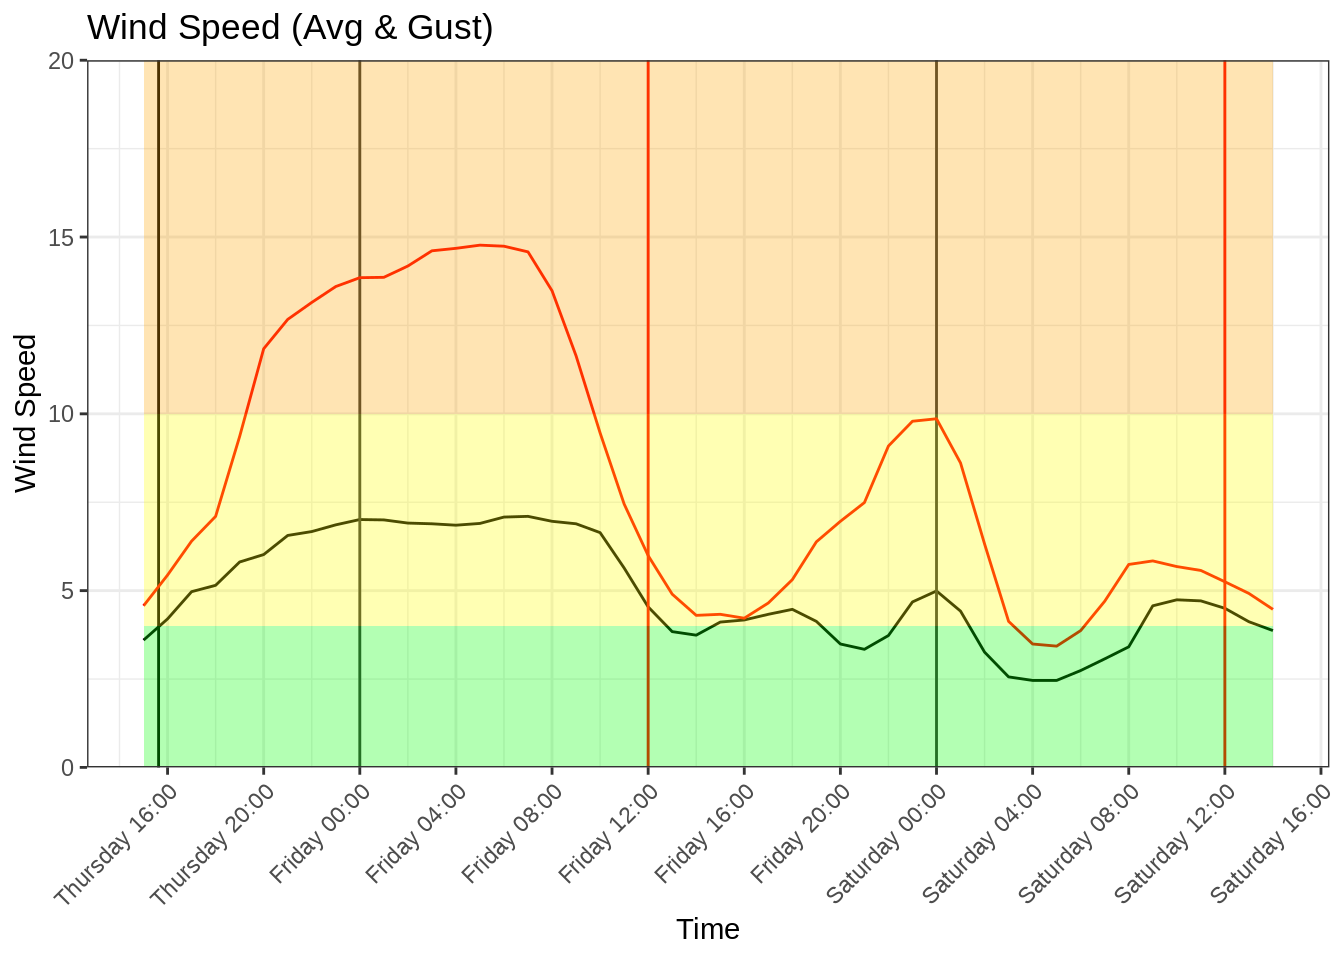 Wind Speed (Avg & Gust)
20
15
10
5
0
Wind Speed
Thursday 16:00
Thursday 20:00
Friday 00:00
Friday 04:00
Friday 08:00
Friday 12:00
Friday 16:00
Friday 20:00
Saturday 00:00
Saturday 04:00
Saturday 08:00
Saturday 12:00
Saturday 16:00
Time